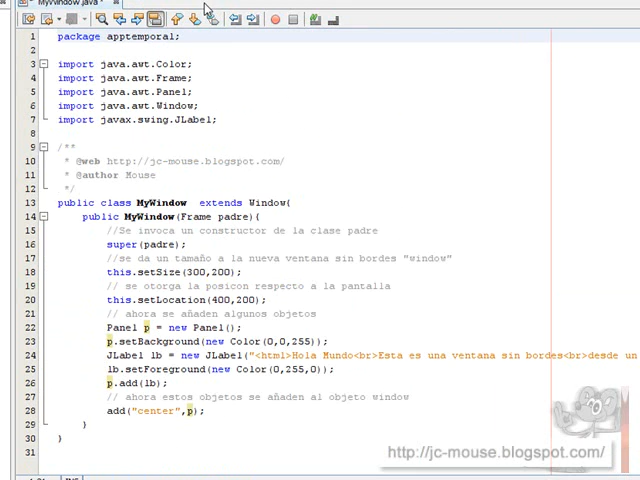 MyWindow.java *
1 package apptemporal;
2
3 import java.awt.Color;
4 import java.awt.Frame;
5 import java.awt.Panel;
6 import java.awt.Window;
7 import javax.swing.JLabel;
8
9 /**
10 * @web http://jc-mouse.blogspot.com/
11 * @author Mouse
12 */
13 public class MyWindow  extends Window{
14 public MyWindow(Frame padre){
15 //Se invoca un constructor de la clase padre
16 super(padre);
17 //se da un tamaño a la nueva ventana sin bordes "window"
18 this.setSize(300,200);
19 // se otorga la posicon respecto a la pantalla
20 this.setLocation(400,200);
21 // ahora se añaden algunos objetos
22 Panel p = new Panel();
23 p.setBackground(new Color(0,0,255));
24 JLabel lb = new JLabel("<html>Hola Mundo<br>Esta es una ventana sin bordes<br>desde un
25 lb.setForeground(new Color(0,255,0));
26 p.add(lb);
27 // ahora estos objetos se añaden al objeto window
28 add("center",p);
29 }
30 }
31
http://jc-mouse.blogspot.com/
INS